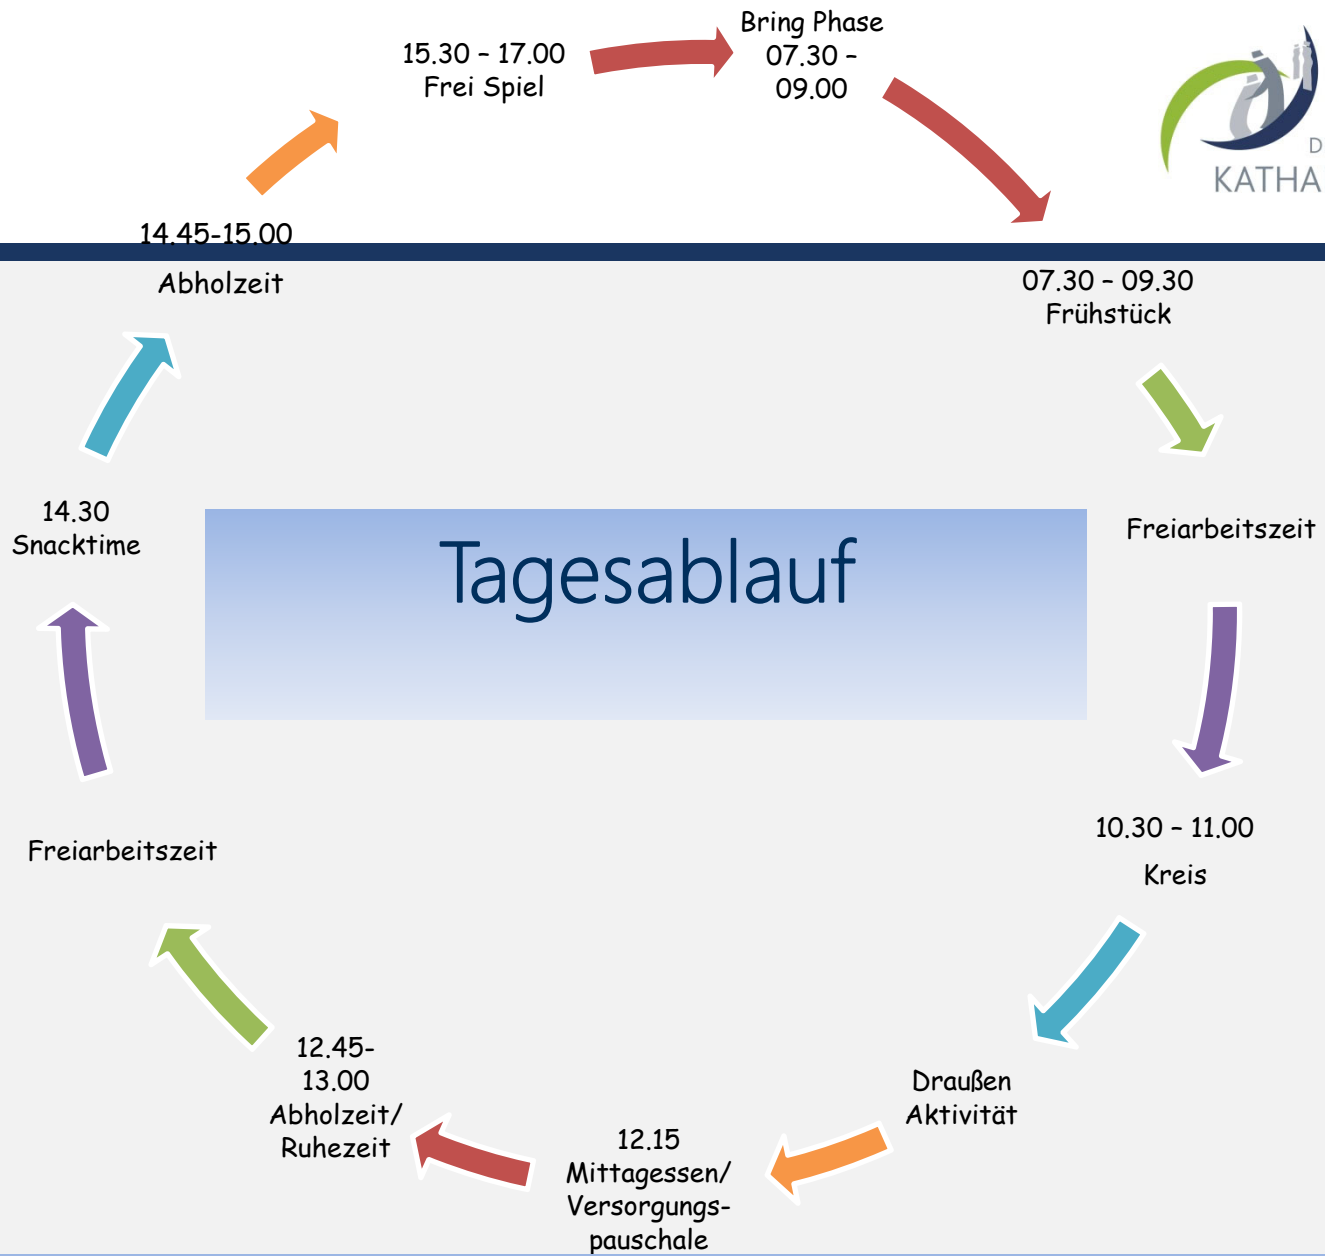 Bring Phase
07.30 –
09.00
15.30 – 17.00
Frei Spiel
D
KATHA
14.45-15.00
Abholzeit
07.30 – 09.30
Frühstück
14.30
Snacktime
Tagesablauf
Freiarbeitszeit
10.30 – 11.00
Kreis
Freiarbeitszeit
12.45-
13.00
Abholzeit/
Ruhezeit
Draußen
Aktivität
12.15
Mittagessen/
Versorgungs-
pauschale